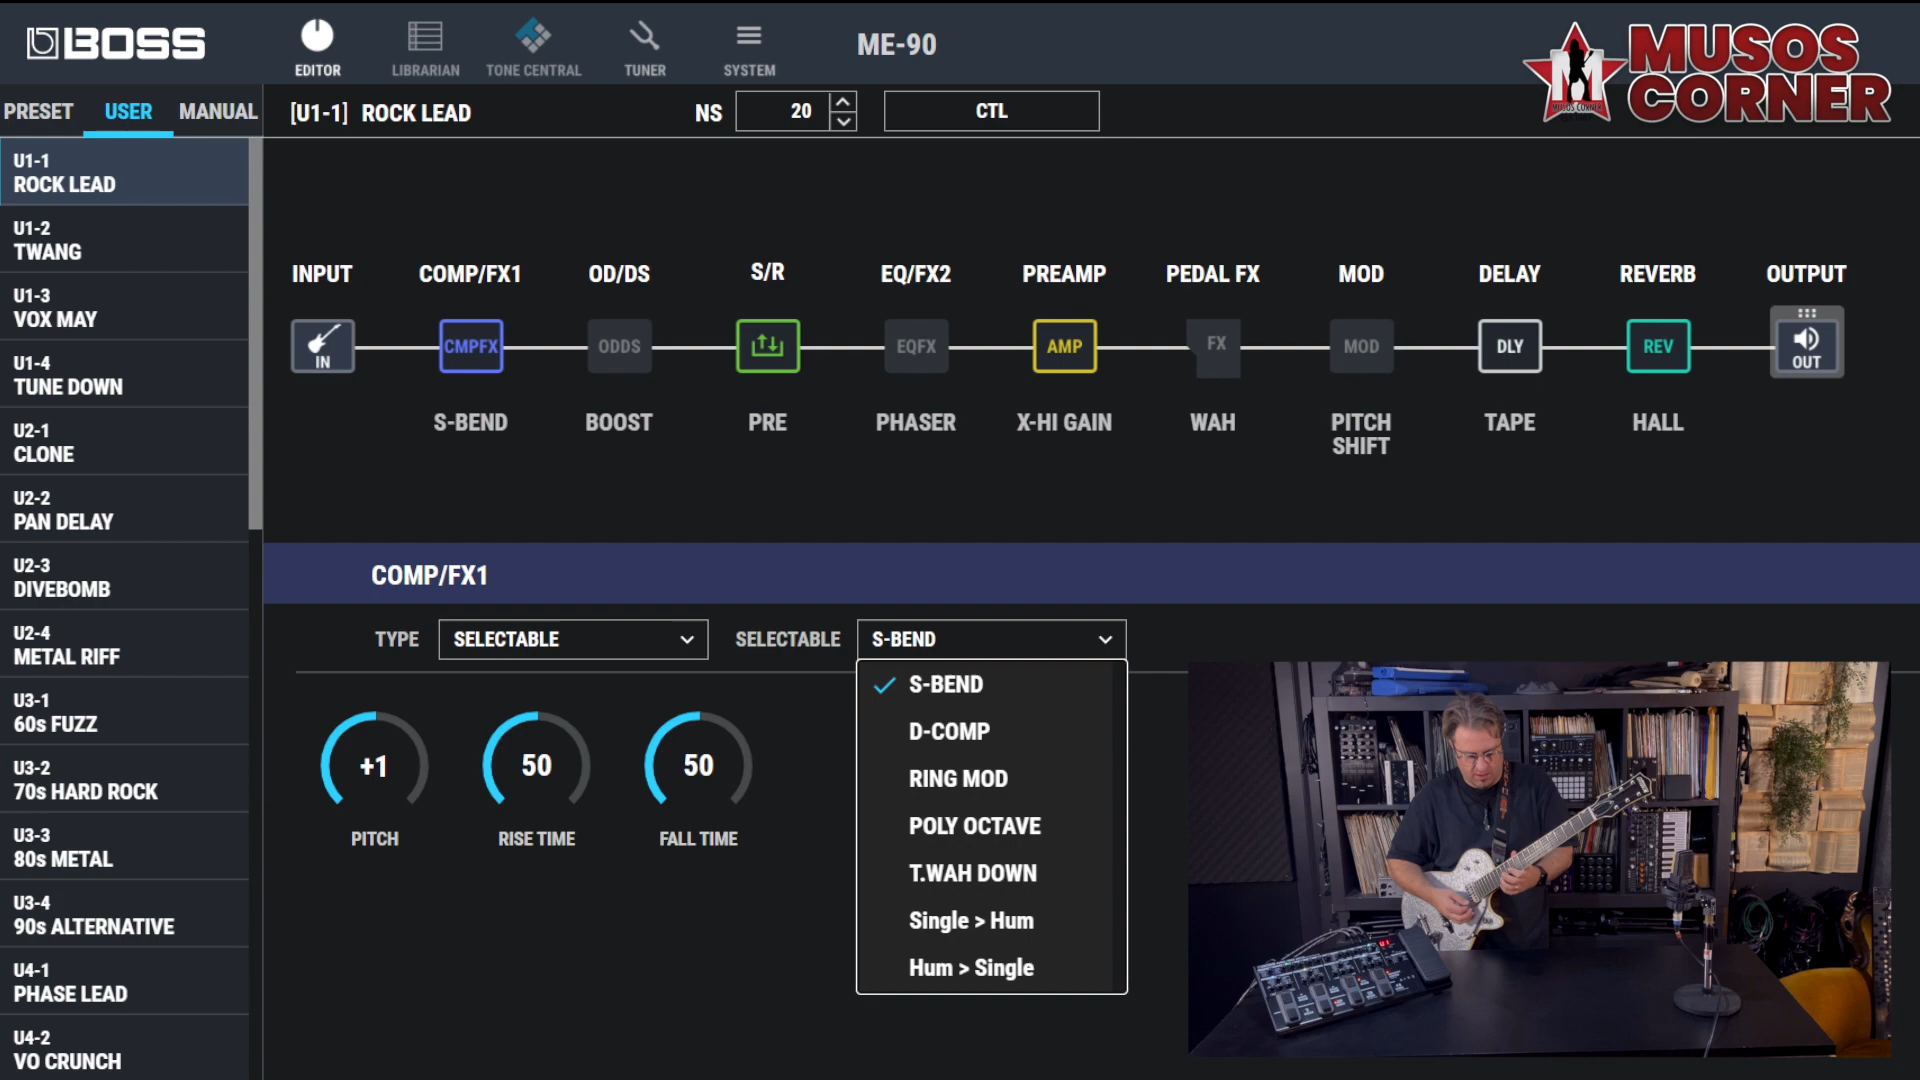 BOSS
EDITOR
LIBRARIAN
TONE CENTRAL
TUNER
SYSTEM
ME-90
MUSOS
CORNER
M
MUSOS CORNER
PRESET
USER
MANUAL
[U1-1] ROCK LEAD
NS
20
CTL
U1-1
ROCK LEAD
U1-2
TWANG
U1-3
VOX MAY
U1-4
TUNE DOWN
U2-1
CLONE
U2-2
PAN DELAY
U2-3
DIVEBOMB
U2-4
METAL RIFF
U3-1
60s FUZZ
U3-2
70s HARD ROCK
U3-3
80s METAL
U3-4
90s ALTERNATIVE
U4-1
PHASE LEAD
U4-2
VO CRUNCH
INPUT
COMP/FX1
OD/DS
S/R
EQ/FX2
PREAMP
PEDAL FX
MOD
DELAY
REVERB
OUTPUT
IN
CMPFX
ODDS
EQFX
AMP
FX
MOD
DLY
REV
OUT
S-BEND
BOOST
PRE
PHASER
X-HI GAIN
WAH
PITCH
SHIFT
TAPE
HALL
COMP/FX1
TYPE
SELECTABLE
SELECTABLE
S-BEND
S-BEND
D-COMP
RING MOD
POLY OCTAVE
T.WAH DOWN
Single > Hum
Hum > Single
+1
50
50
PITCH
RISE TIME
FALL TIME